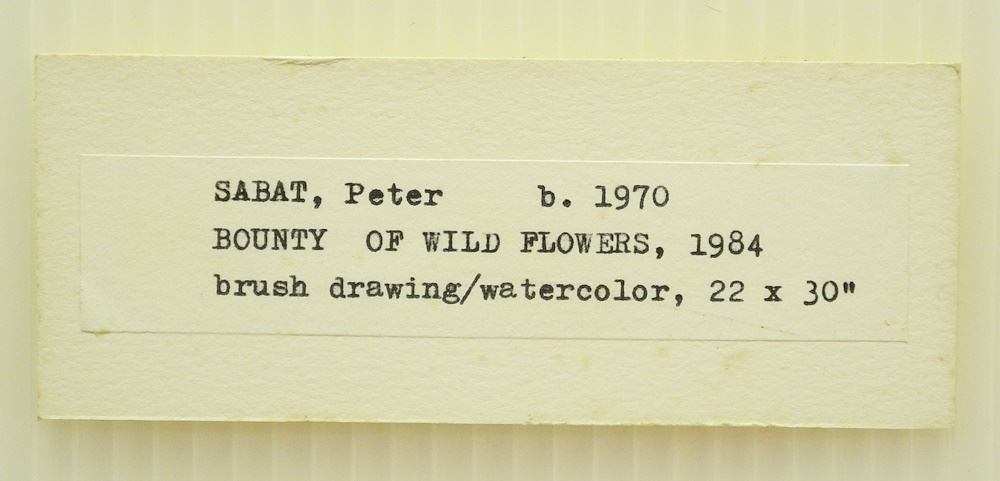 SABAT, Peter b. 1970
BOUNTY OF WILD FLOWERS, 1984
brush drawing/watercolor, 22 x 30"